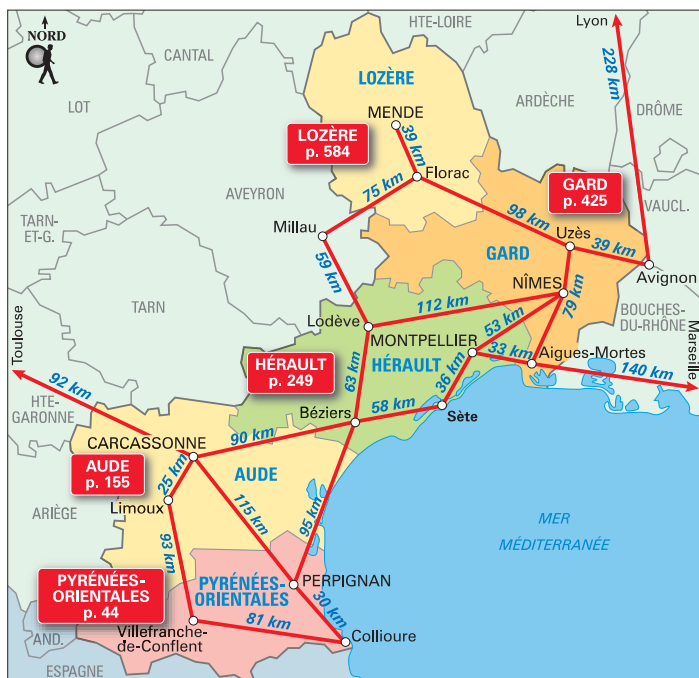 NORD
HTE-LOIRE
Lyon
CANTAL
LOZÈRE
228 km
LOT
ARDÈCHE
DRÔME
MENDE
LOZÈRE
p. 584
39 km
Florac
GARD
p. 425
AVEYRON
75 km
VAUCL.
98 km
Uzès
TARN-
ET-G.
Millau
39 km
GARD
Avignon
59 km
NÎMES
TARN
79 km
BOUCHES-
DU-RHÔNE
112 km
Lodève
53 km
Toulouse
MONTPELLIER
Marseille
33 km
Aigues-Mortes
HÉRAULT
p. 249
HÉRAULT
63 km
36 km
140 km
92 km
HTE-
GARONNE
Béziers
58 km
Sète
CARCASSONNE
90 km
AUDE
p. 155
25 km
AUDE
Limoux
115 km
95 km
ARIÈGE
MER
MÉDITERRANÉE
93 km
PYRÉNÉES-
ORIENTALES
p. 44
PYRÉNÉES-
ORIENTALES
PERPIGNAN
30 km
81 km
Villefranche-
de-Conflent
Collioure
AND.
ESPAGNE